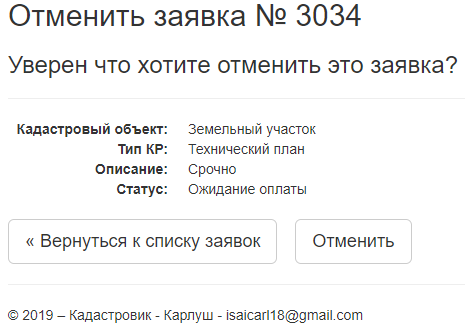 Отменить заявка № 3034
Уверен что хотите отменить это заявка?
Кадастровый объект: Земельный участок
Тип КР: Технический план
Описание: Срочно
Статус: Ожидание оплаты
« Вернуться к списку заявок Отменить
© 2019 – Кадастровик - Карлуш - isaicarl18@gmail.com